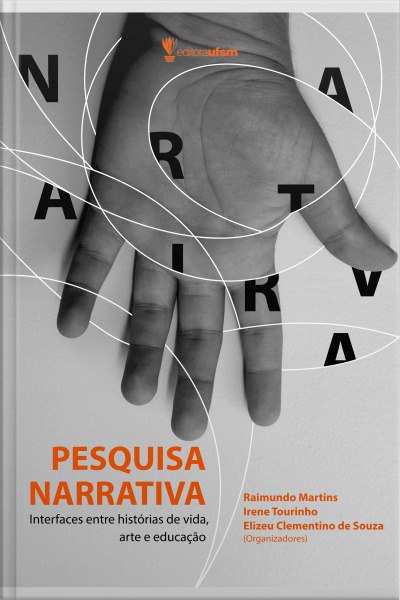 editoraufsm
N
A
R
A
T
I
R
V
A
PESQUISA
NARRATIVA
Interfaces entre histórias de vida,
arte e educação
Raimundo Martins
Irene Tourinho
Elizeu Clementino de Souza
(Organizadores)